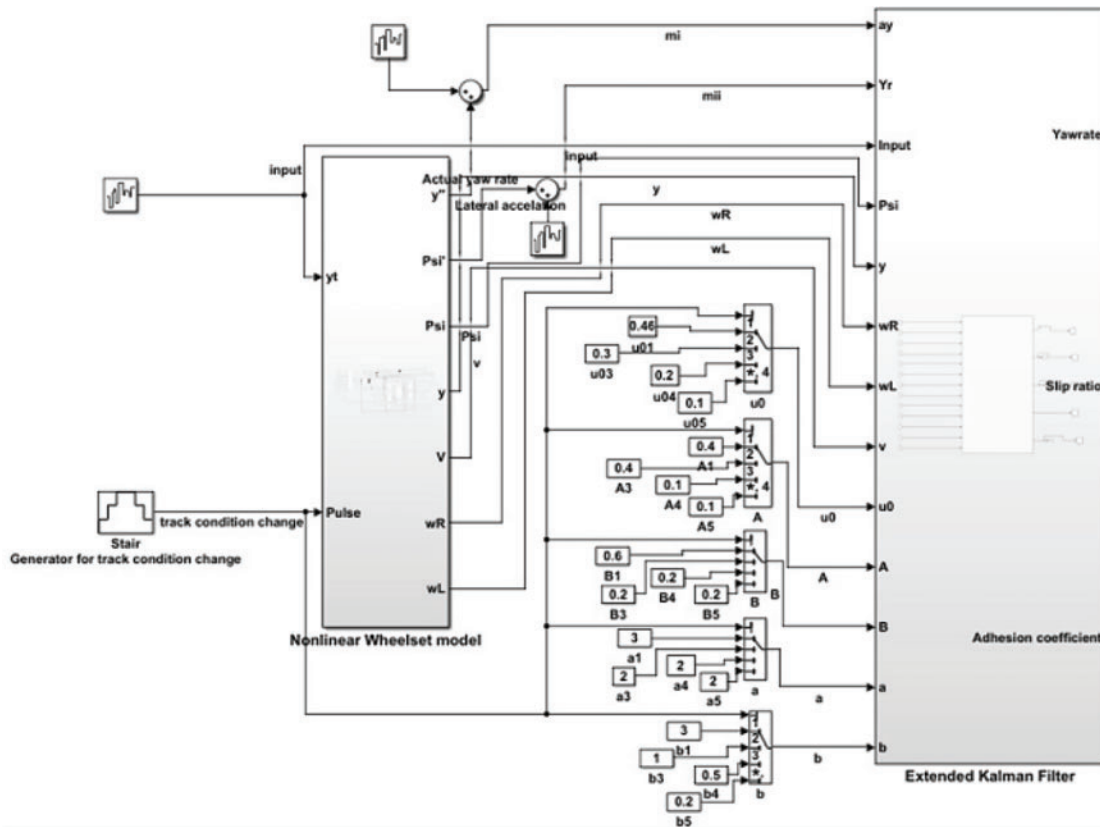 ay
mi
Yr
mii
Yawrate
Input
input
input
Actual yaw rate
y''
Lateral accelation
y
Psi
wR
wL
y
Psi'
yt
Psi
Psi
v
wR
0.46
u01
0.3
u03
0.2
u04
0.1
u05
1
2
3
*, 4
u0
y
wL
Slip ratio
V
v
0.4
A1
0.4
A3
0.1
A4
0.1
A5
1
2
3
*, 4
A
u0
u0
Pulse
track condition change
Stair
Generator for track condition change
wR
0.6
B1
0.2
B3
0.2
B4
0.2
B5
B
B
A
A
wL
Nonlinear Wheelset model
B
Adhesion coefficient
3
a1
2
a3
2
a4
2
a5
a
a
a
3
b1
1
b3
0.5
b4
0.2
b5
1
2
3
*,
b
b
b
Extended Kalman Filter